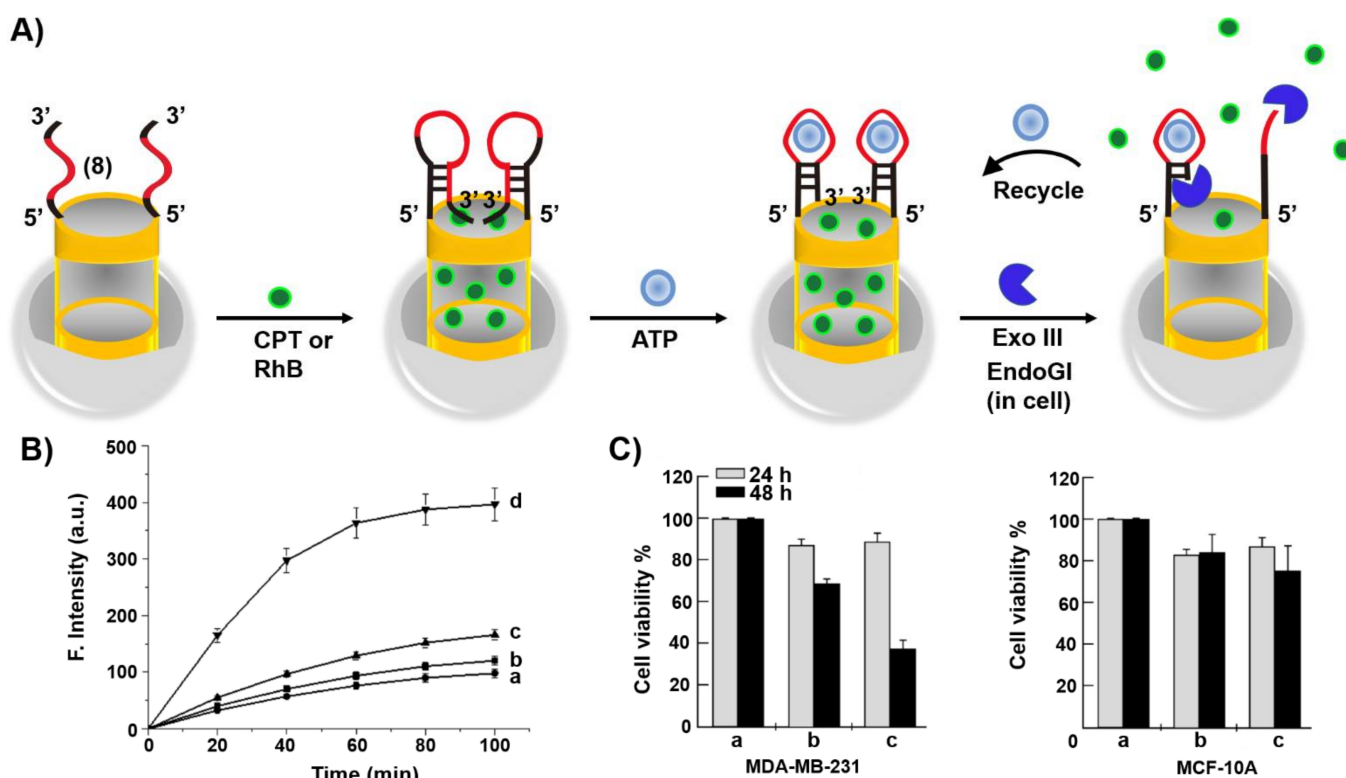 A)
3’ 3’
(8)
5’ 5’
CPT or
RhB
3’ 3’
5’ 5’
ATP
3’ 3’
5’ 5’
Recycle
Exo III
EndoGI
(in cell)
5’ 5’
B)
F. Intensity (a.u.)
500
400
300
200
100
0
0 20 40 60 80 100
Time (min)
d
c
b
a
C)
Cell viability %
120
100
80
60
40
20
0
24 h
48 h
a b c
MDA-MB-231
Cell viability %
120
100
80
60
40
20
0
a b c
MCF-10A